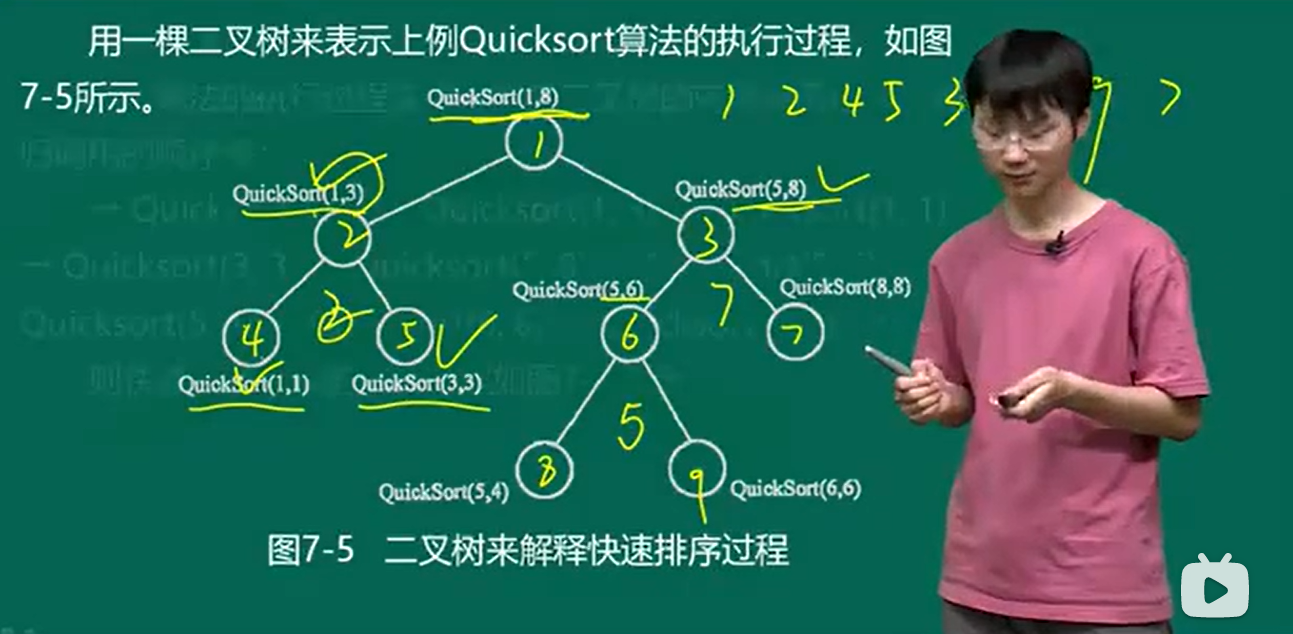 用一棵二叉树来表示上例Quicksort算法的执行过程，如图
7-5所示。
1 2 4 5 3 9 7
QuickSort(1,8)
1
QuickSort(1,3)
QuickSort(5,8)
2
3
QuickSort(5,6)
QuickSort(8,8)
4
2
5
6
7
7
QuickSort(1,1)
QuickSort(3,3)
5
8
9
QuickSort(5,4)
QuickSort(6,6)
图7-5 二叉树来解释快速排序过程